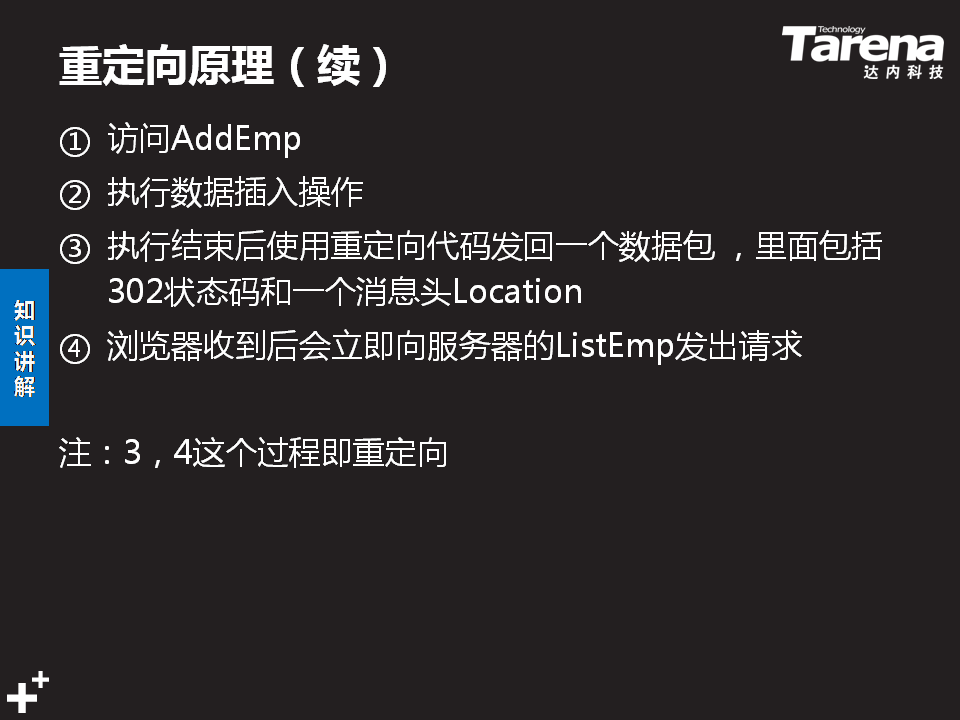 重定向原理（续）
Technology
Tarena
达内科技
① 访问AddEmp
② 执行数据插入操作
③ 执行结束后使用重定向代码发回一个数据包 ，里面包括
302状态码和一个消息头Location
④ 浏览器收到后会立即向服务器的ListEmp发出请求
知识讲解
注：3，4这个过程即重定向